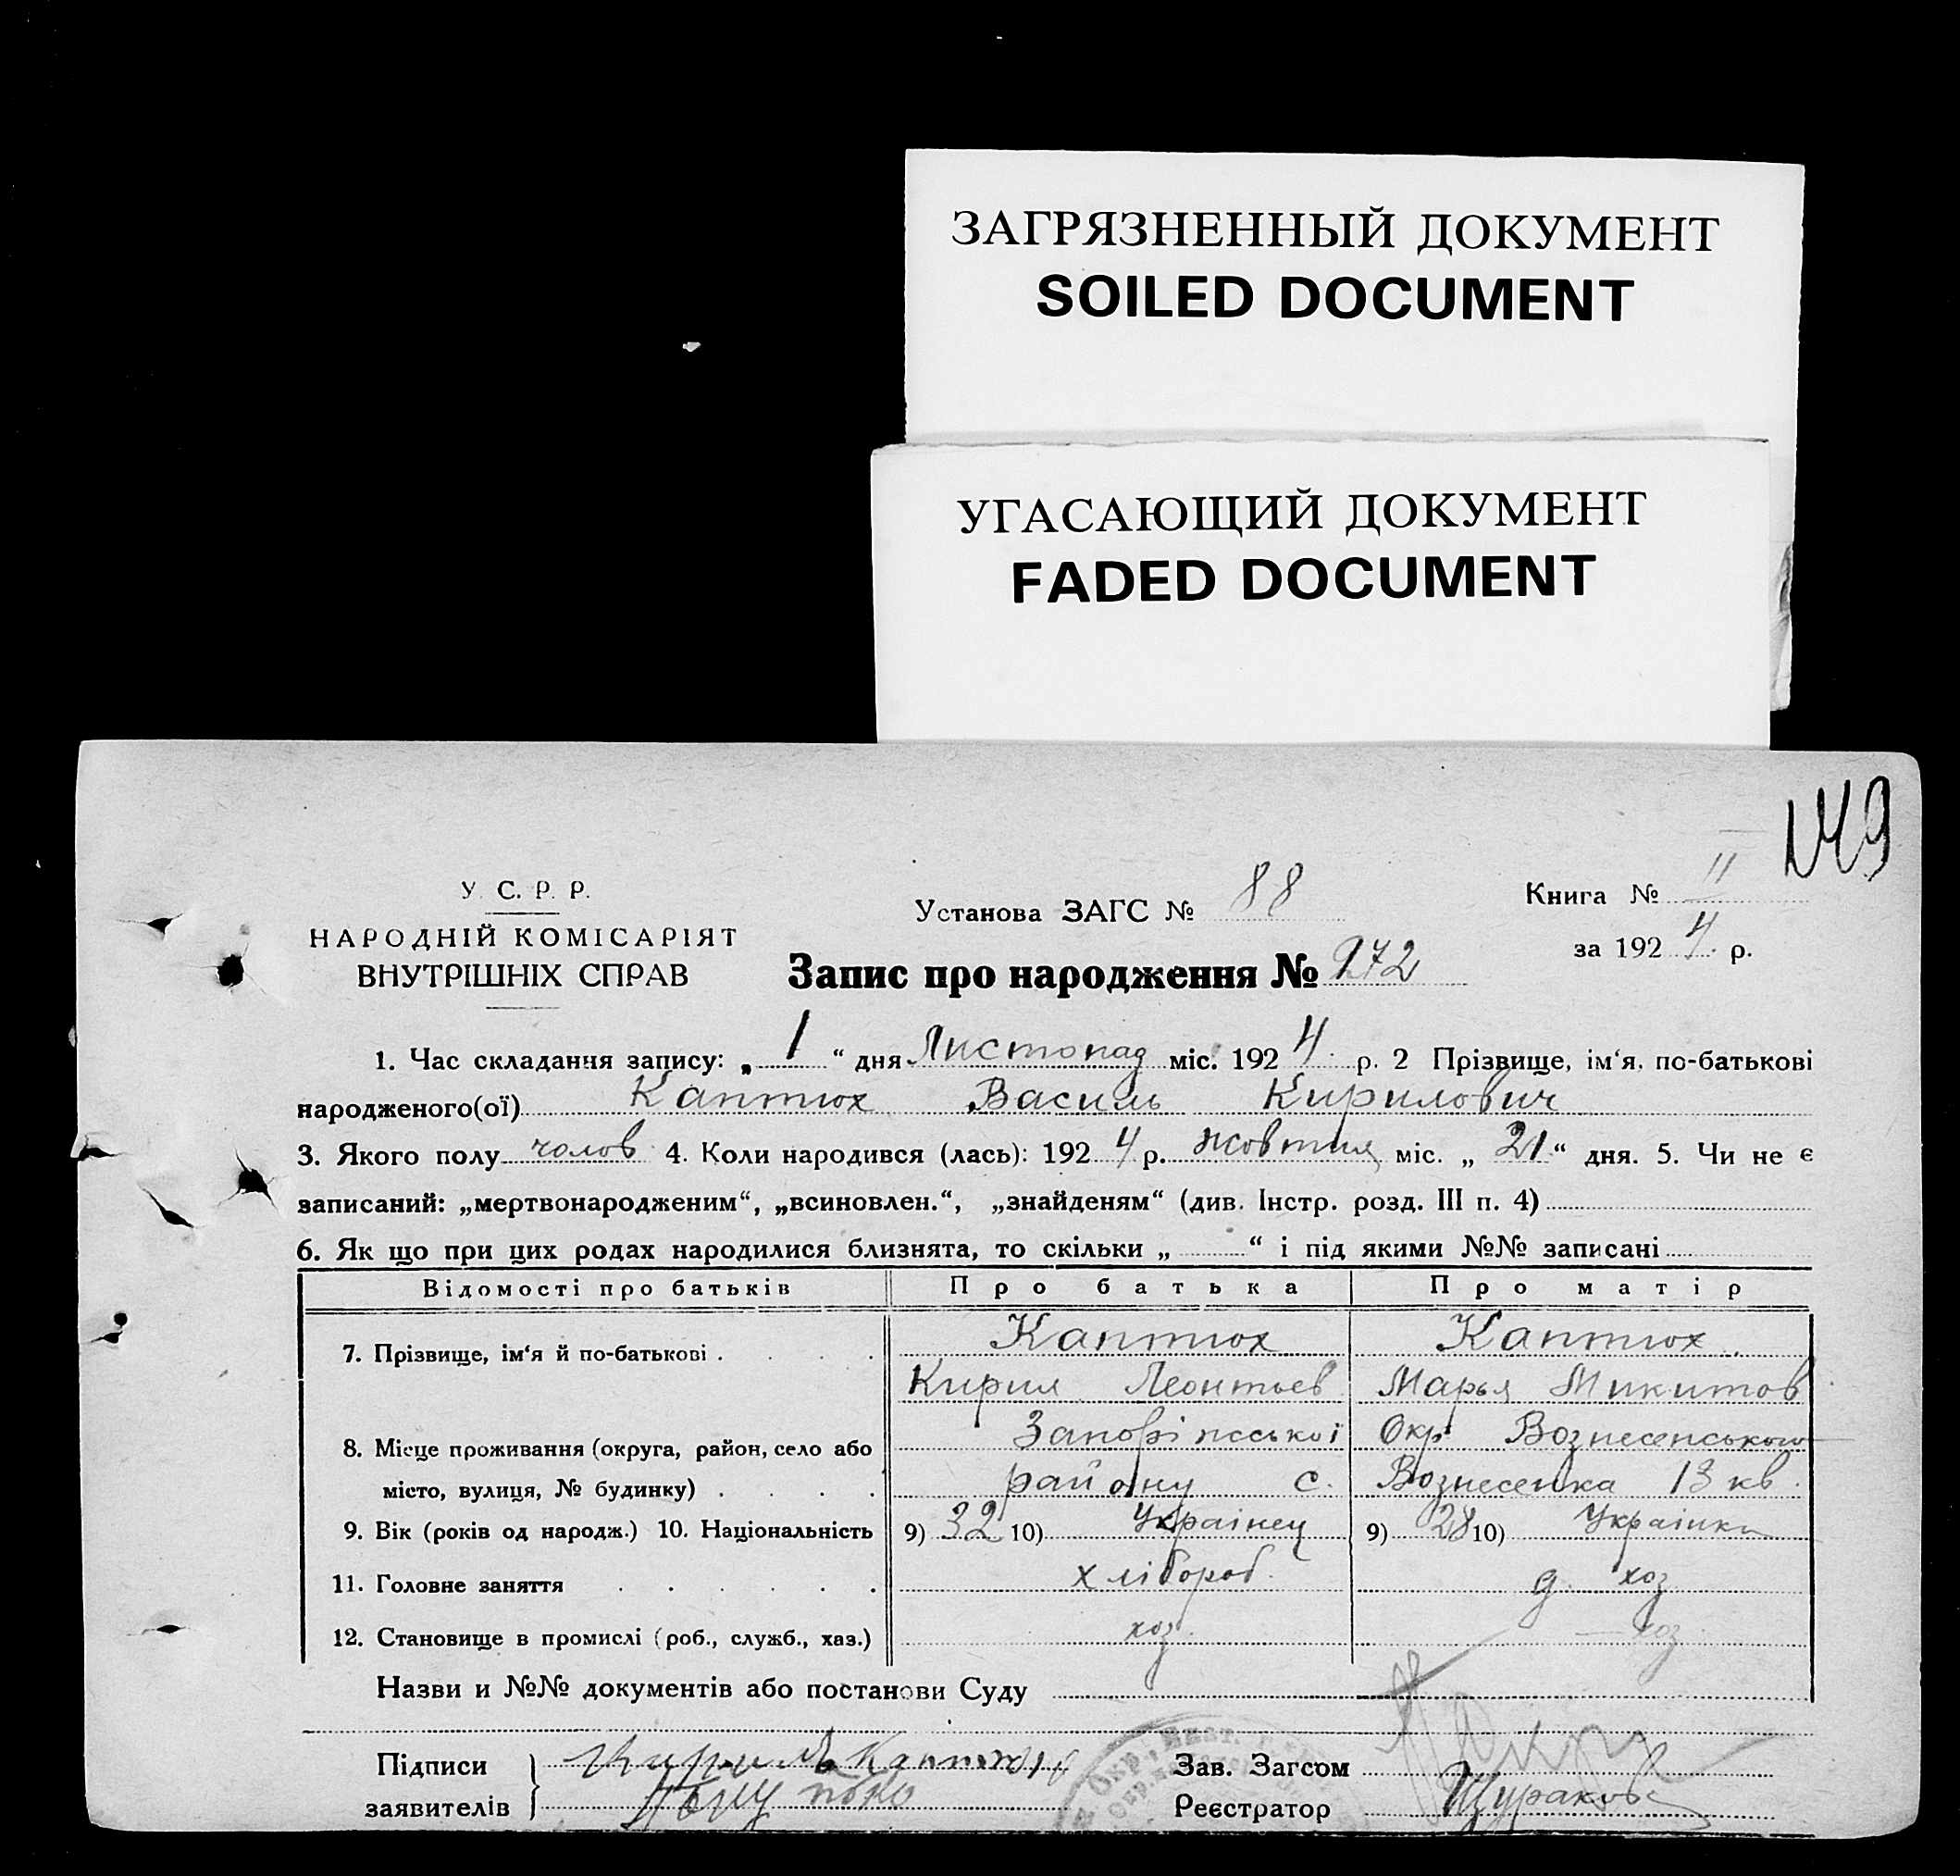 ЗАГРЯЗНЕННЫЙ ДОКУМЕНТ
SOILED DOCUMENT
УГАСАЮЩИЙ ДОКУМЕНТ
FADED DOCUMENT
149
У. С. Р. Р.
НАРОДНІЙ КОМІСАРІЯТ
ВНУТРІШНІХ СПРАВ
Установа ЗАГС № 88
Запис про народження № 272
Книга № II
за 1924 р.
1. Час складання запису: „ 1 “ дня Листопад міс. 1924 р. 2 Прізвище, ім‘я, по-батькові
народженого(ої) Каптюх Василь Кирилович
3. Якого полу чолов 4. Коли народився (лась): 1924 р. жовтня міс. „ 21 “ дня. 5. Чи не є
записаний: „мертвонародженим“, „всиновлен.“, „знайденям“ (див. Інстр. розд. III п. 4)
6. Як що при цих родах народилися близнята, то скільки „ “ і під якими №№ записані
Відомості про батьків Про батька Про матір
7. Прізвище, ім‘я й по-батькові . Каптюх Каптюх
Кирил Леонтьев Марья Микитов
8. Місце проживання (округа, район, село або Запоріжської Окр Вознесенського
місто, вулиця, № будинку) . району с. Вознесенка 13 кв.
9. Вік (років од народж.) 10. Національність 9) 32 10) Українец 9) 28 10) Українка
11. Головне заняття хлібороб д. хоз
12. Становище в промислі (роб., служб., хаз.) хоз. хоз
Назви и №№ документів або постанови Суду
Підписи Кирилъ Каптюхъ Зав. Загсом
заявителів Реєстратор Щураков